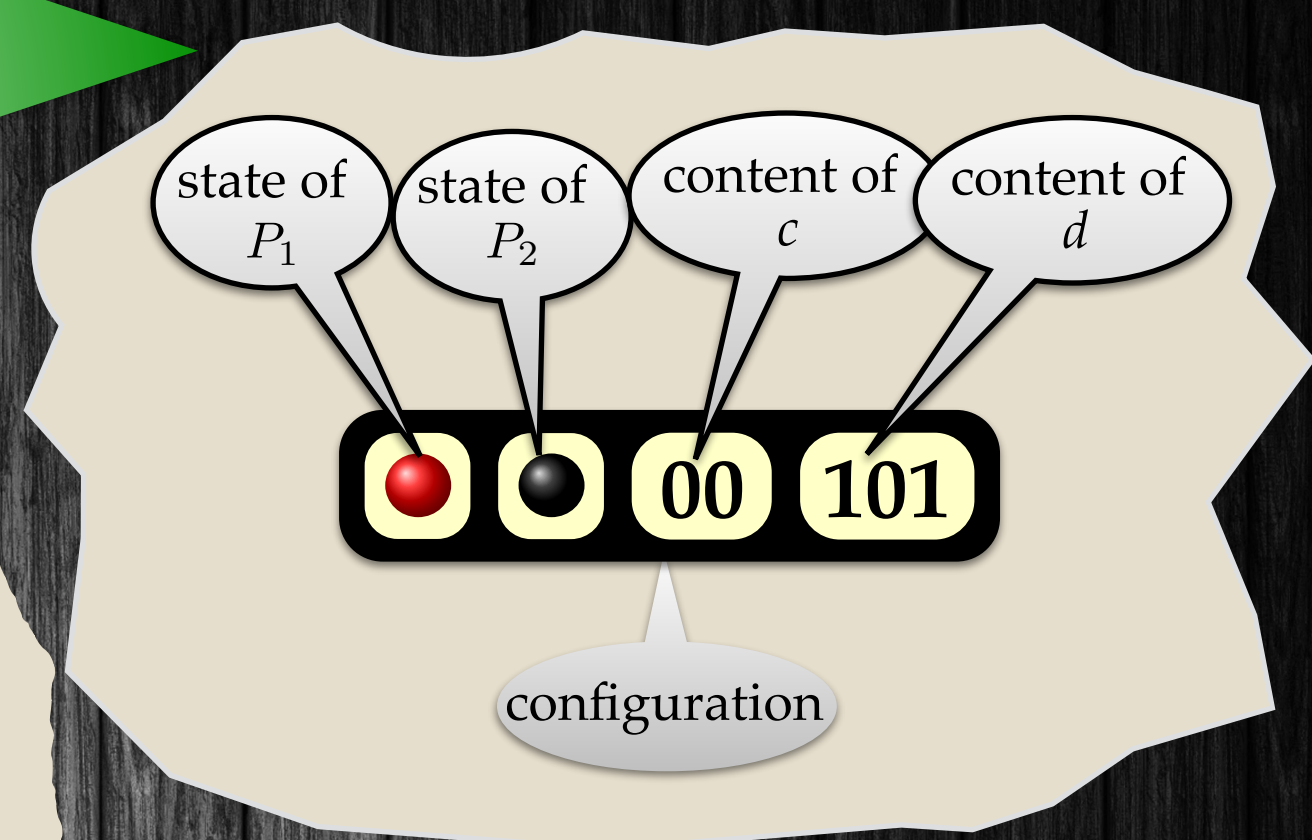 state of
P₁
state of
P₂
content of
c
content of
d
00
101
configuration